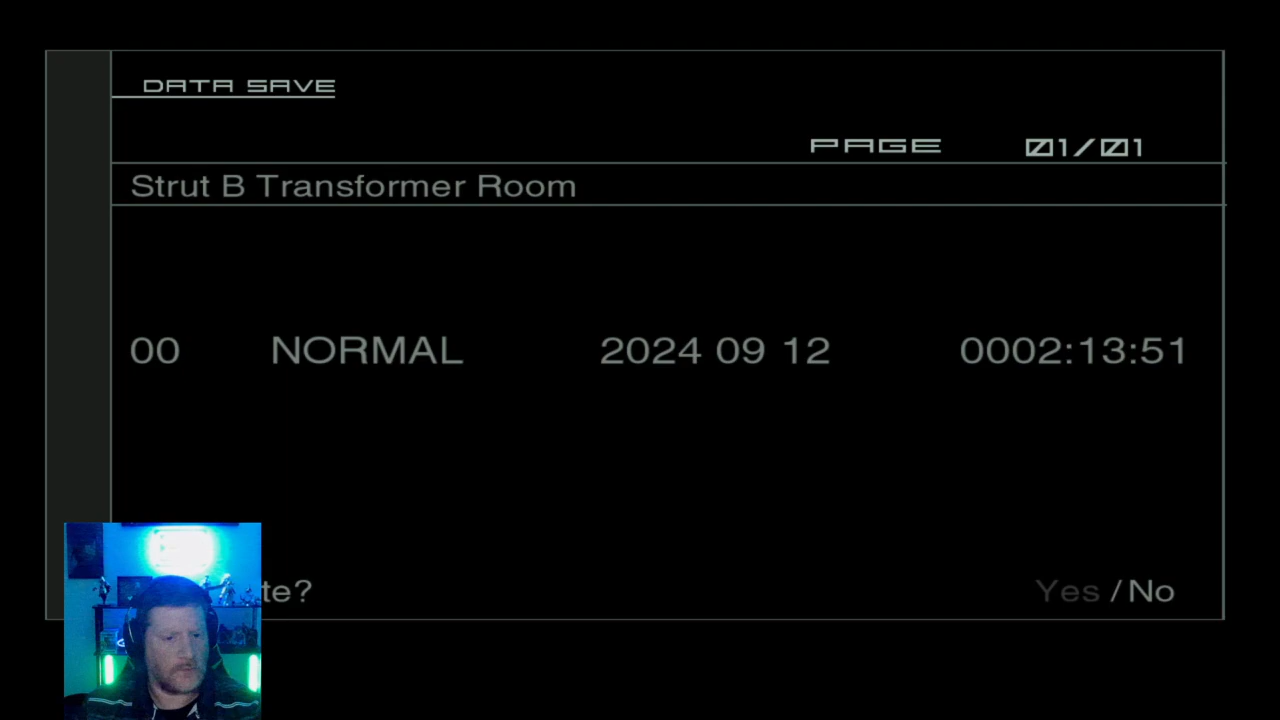 DATA SAVE
PAGE 01/01
Strut B Transformer Room
00 NORMAL 2024 09 12 0002:13:51
te? Yes / No